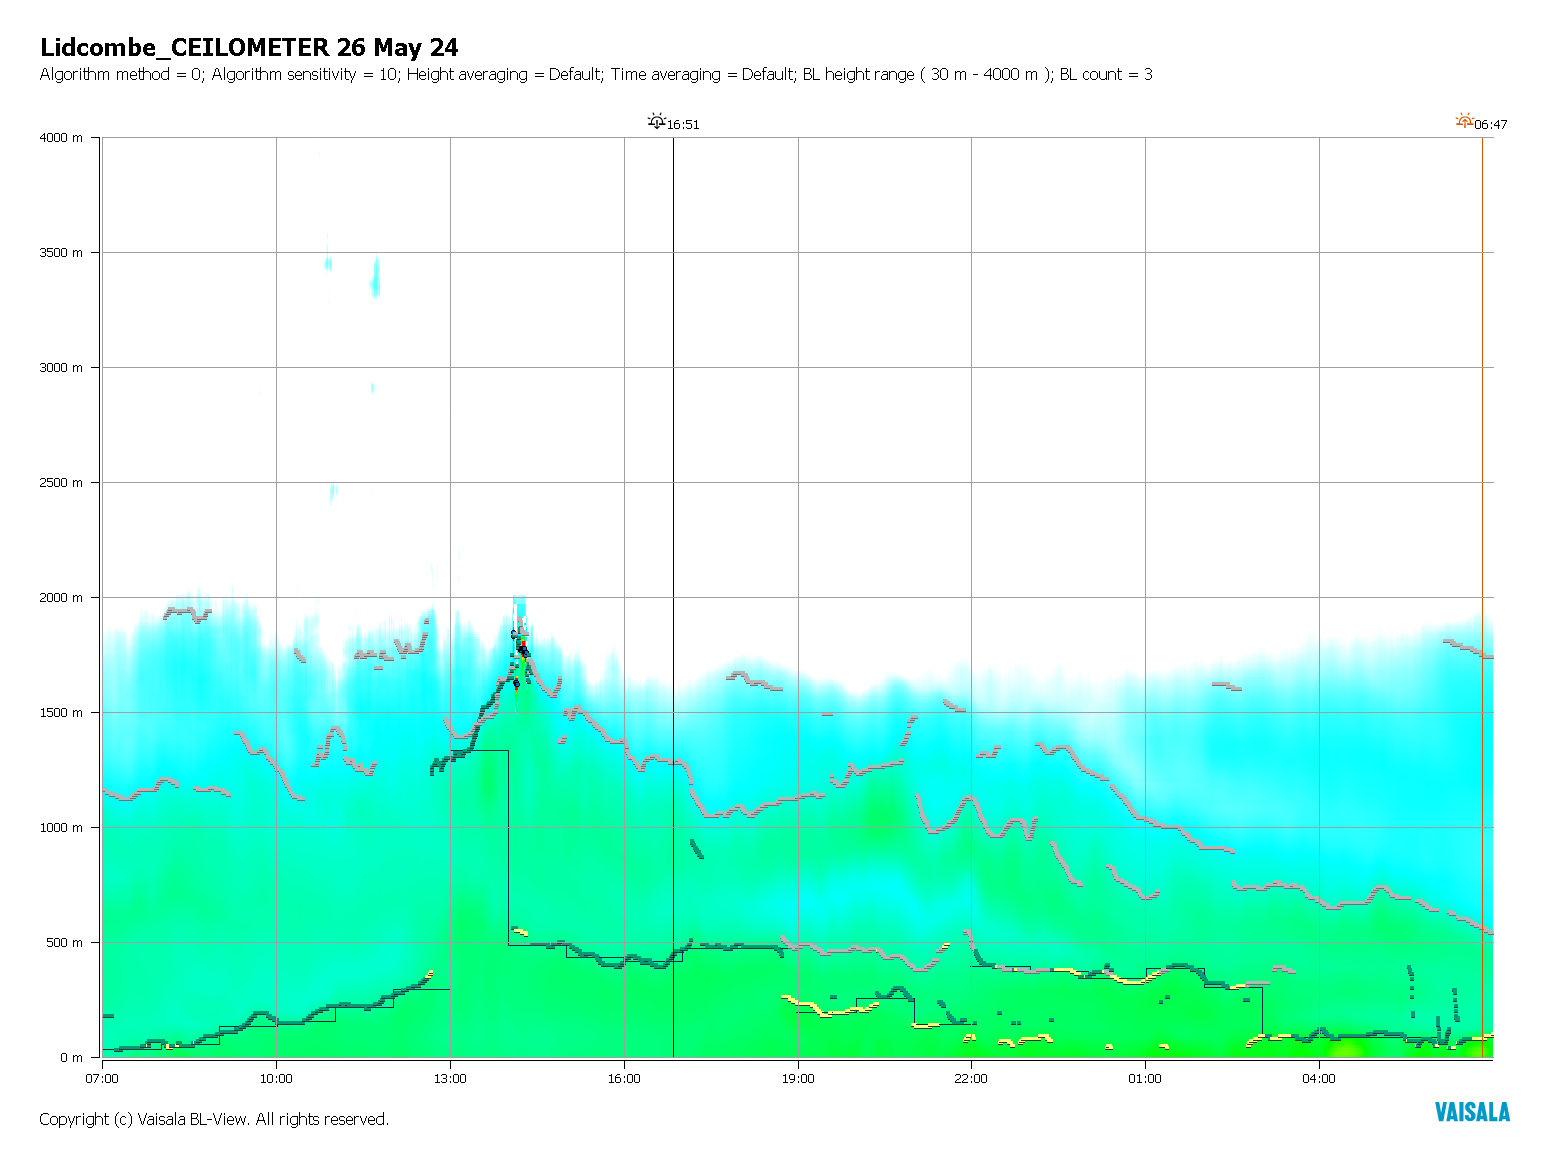 Lidcombe_CEILOMETER 26 May 24
Algorithm method = 0; Algorithm sensitivity = 10; Height averaging = Default; Time averaging = Default; BL height range ( 30 m - 4000 m ); BL count = 3
16:51
06:47
4000 m
3500 m
3000 m
2500 m
2000 m
1500 m
1000 m
500 m
0 m
07:00 10:00 13:00 16:00 19:00 22:00 01:00 04:00
Copyright (c) Vaisala BL-View. All rights reserved.
VAISALA